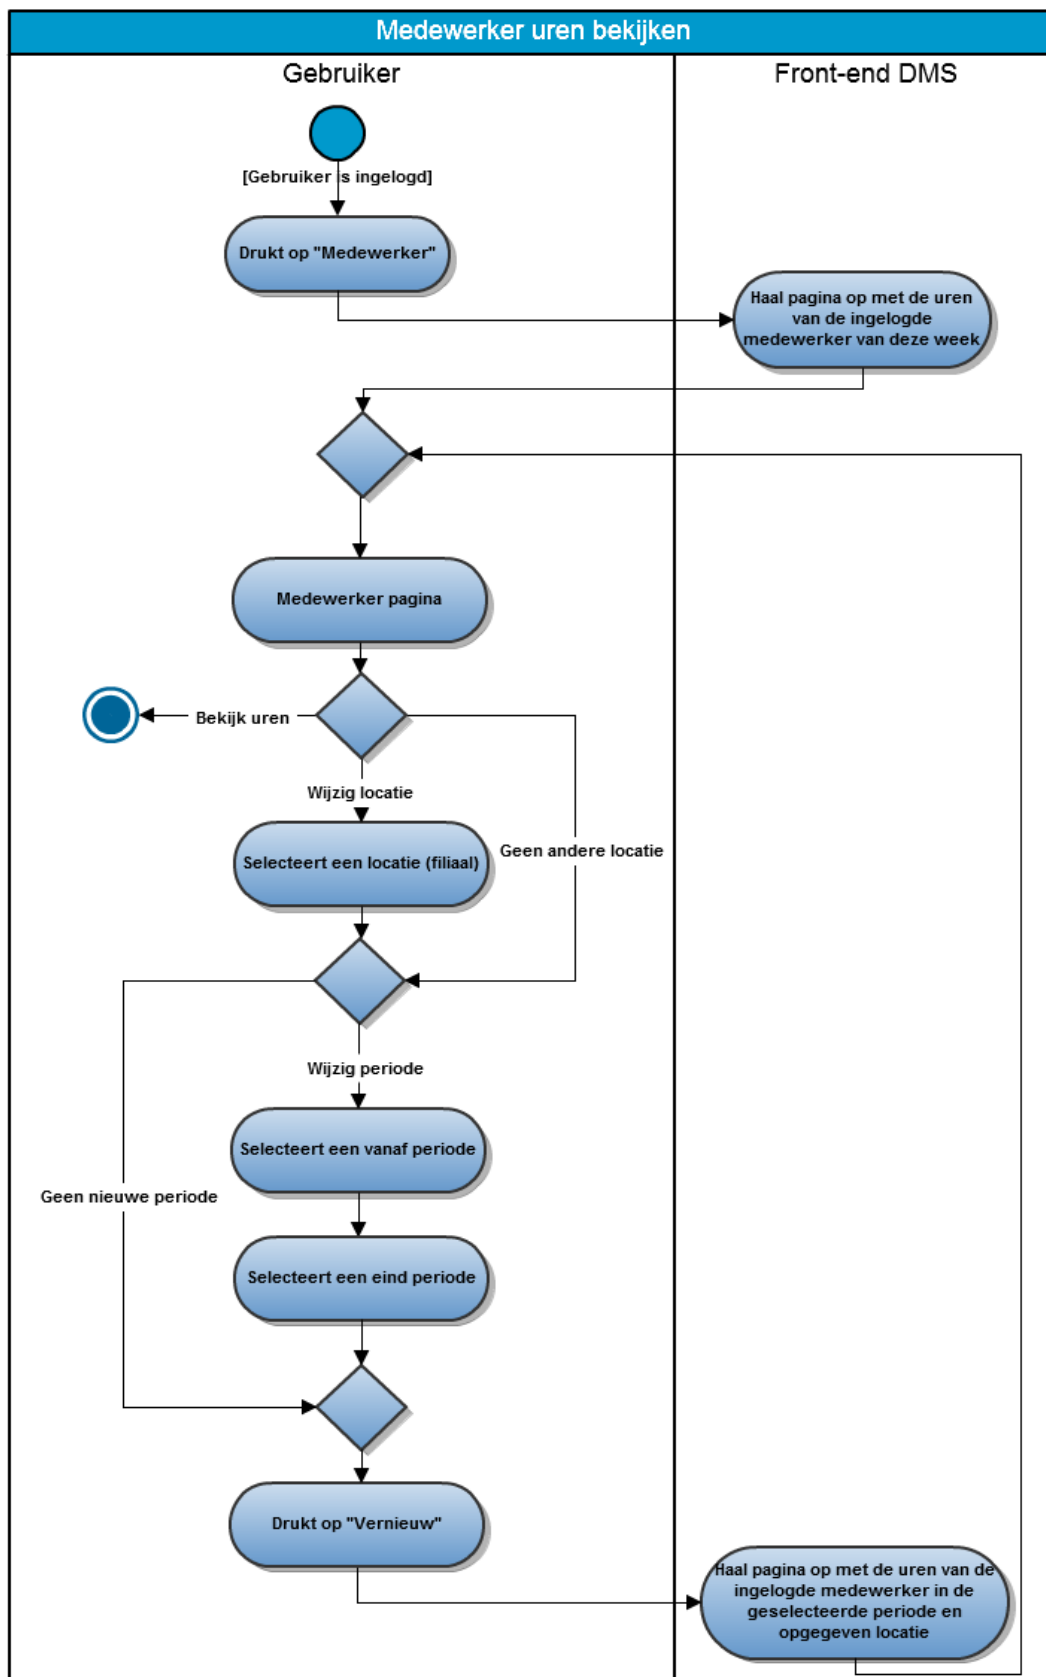 Medewerker uren bekijken
Gebruiker
Front-end DMS
[Gebruiker is ingelogd]
Drukt op "Medewerker"
Haal pagina op met de uren
van de ingelogde
medewerker van deze week
Medewerker pagina
Bekijk uren
Wijzig locatie
Geen andere locatie
Selecteert een locatie (filiaal)
Wijzig periode
Selecteert een vanaf periode
Geen nieuwe periode
Selecteert een eind periode
Drukt op "Vernieuw"
Haal pagina op met de uren van de
ingelogde medewerker in de
geselecteerde periode en
opgegeven locatie